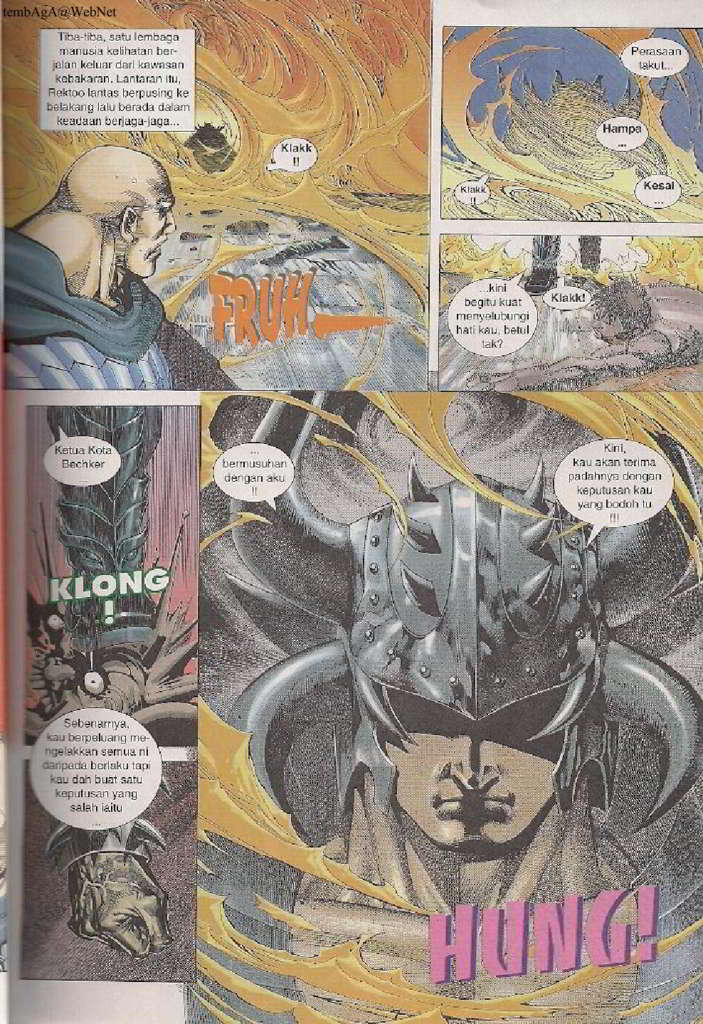 tembAgA@WebNet
Tiba-tiba, satu lembaga
manusia kelihatan ber-
jalan keluar dari kawasan
kebakaran. Lantaran itu,
Rektoo lantas berpusing ke
belakang lalu berada dalam
keadaan berjaga-jaga...
Klakk
!!
FRUH
Perasaan
takut...
Hampa
...
Klakk
!!
Kesal
...
...kini
begitu kuat
menyelubungi
hati kau, betul
tak?
Klakk!
Ketua Kota
Bechker
KLONG
!
Sebenarnya,
kau berpeluang me-
ngelakkan semua ni
daripada berlaku tapi
kau dah buat satu
keputusan yang
salah iaitu
...
...
bermusuhan
dengan aku
!!
Kini,
kau akan terima
padahnya dengan
keputusan kau
yang bodoh tu
!!!
HUNG!